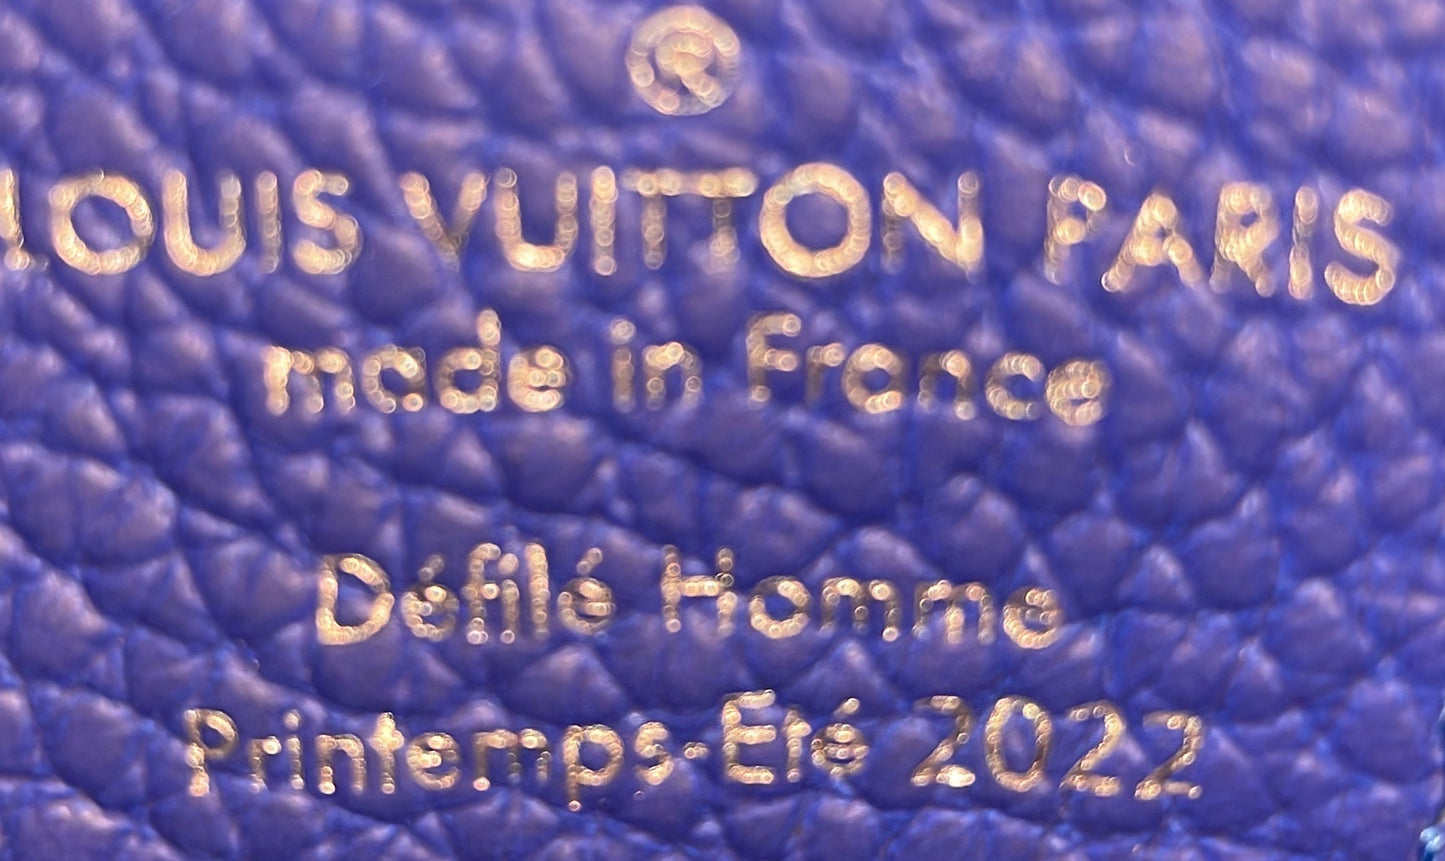 ®
LOUIS VUITTON PARIS
made in France
Défilé Homme
Printemps-Eté 2022